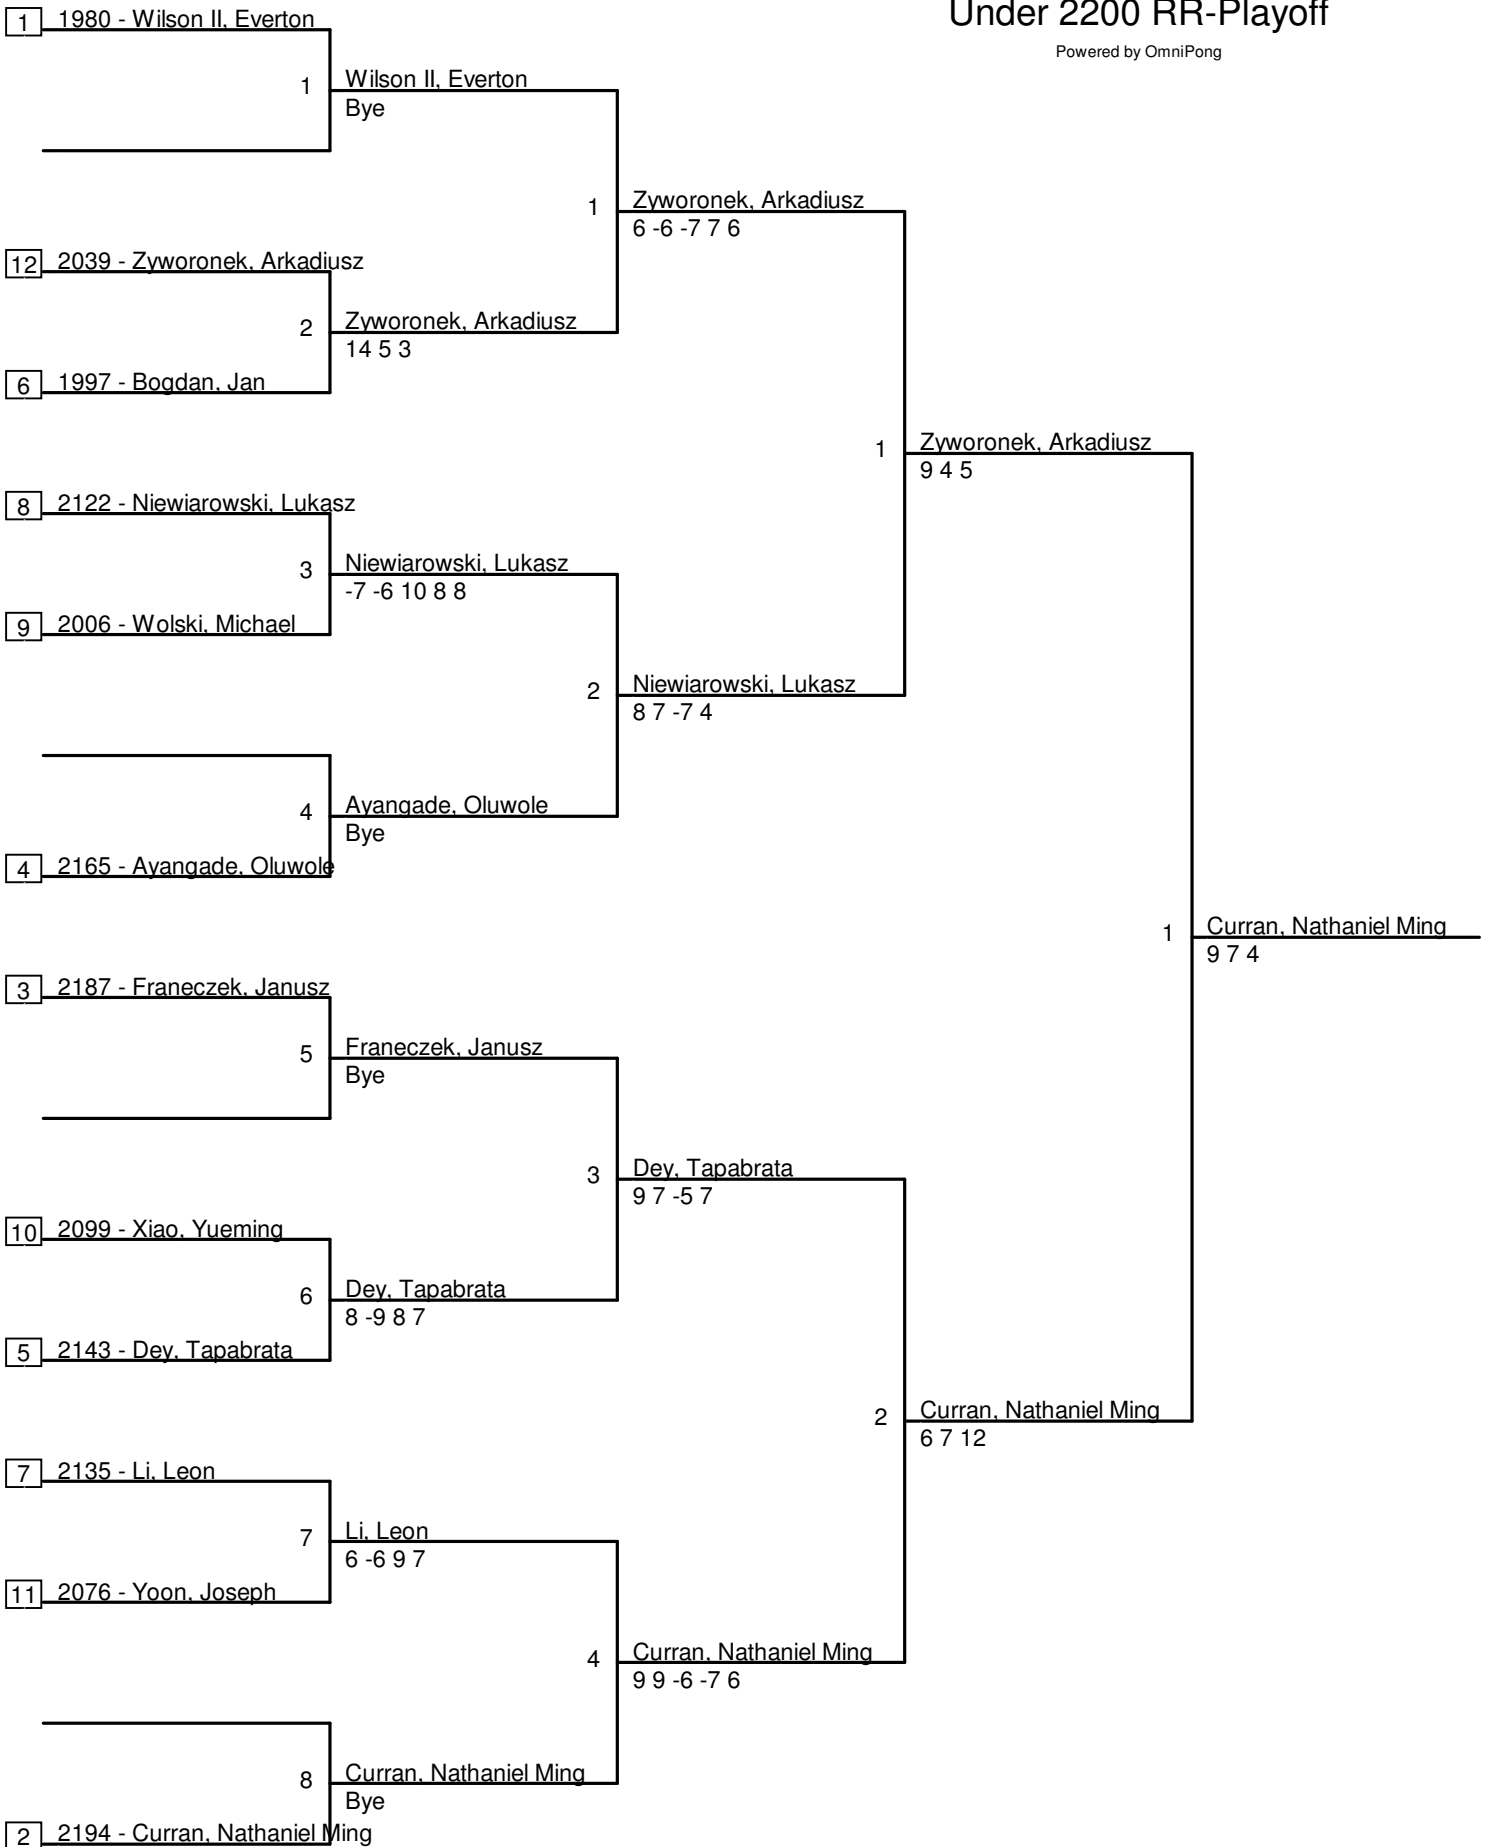 Under 2200 RR-Playoff
Powered by OmniPong
1 1980 - Wilson II, Everton
1 Wilson II, Everton
Bye
1 Zyworonek, Arkadiusz
6 -6 -7 7 6
12 2039 - Zyworonek, Arkadiusz
2 Zyworonek, Arkadiusz
14 5 3
6 1997 - Bogdan, Jan
1 Zyworonek, Arkadiusz
9 4 5
8 2122 - Niewiarowski, Lukasz
3 Niewiarowski, Lukasz
-7 -6 10 8 8
9 2006 - Wolski, Michael
2 Niewiarowski, Lukasz
8 7 -7 4
4 Ayangade, Oluwole
Bye
4 2165 - Ayangade, Oluwole
1 Curran, Nathaniel Ming
9 7 4
3 2187 - Franeczek, Janusz
5 Franeczek, Janusz
Bye
3 Dey, Tapabrata
9 7 -5 7
10 2099 - Xiao, Yueming
6 Dey, Tapabrata
8 -9 8 7
5 2143 - Dey, Tapabrata
2 Curran, Nathaniel Ming
6 7 12
7 2135 - Li, Leon
7 Li, Leon
6 -6 9 7
11 2076 - Yoon, Joseph
4 Curran, Nathaniel Ming
9 9 -6 -7 6
8 Curran, Nathaniel Ming
Bye
2 2194 - Curran, Nathaniel Ming